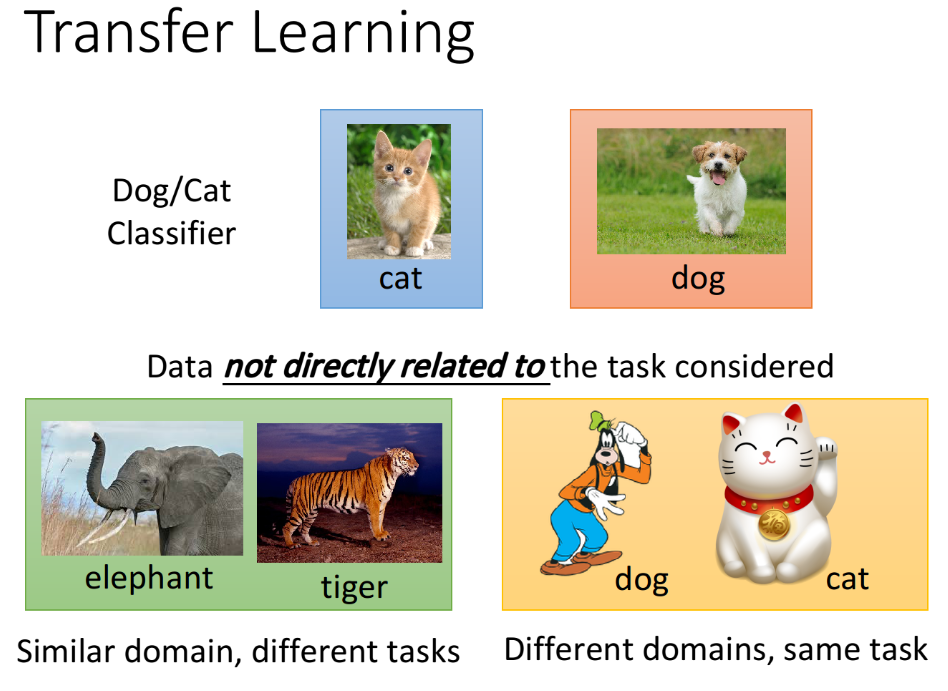 Transfer Learning
Dog/Cat
Classifier
cat
dog
Data not directly related to the task considered
elephant
tiger
dog
cat
福
Similar domain, different tasks
Different domains, same task